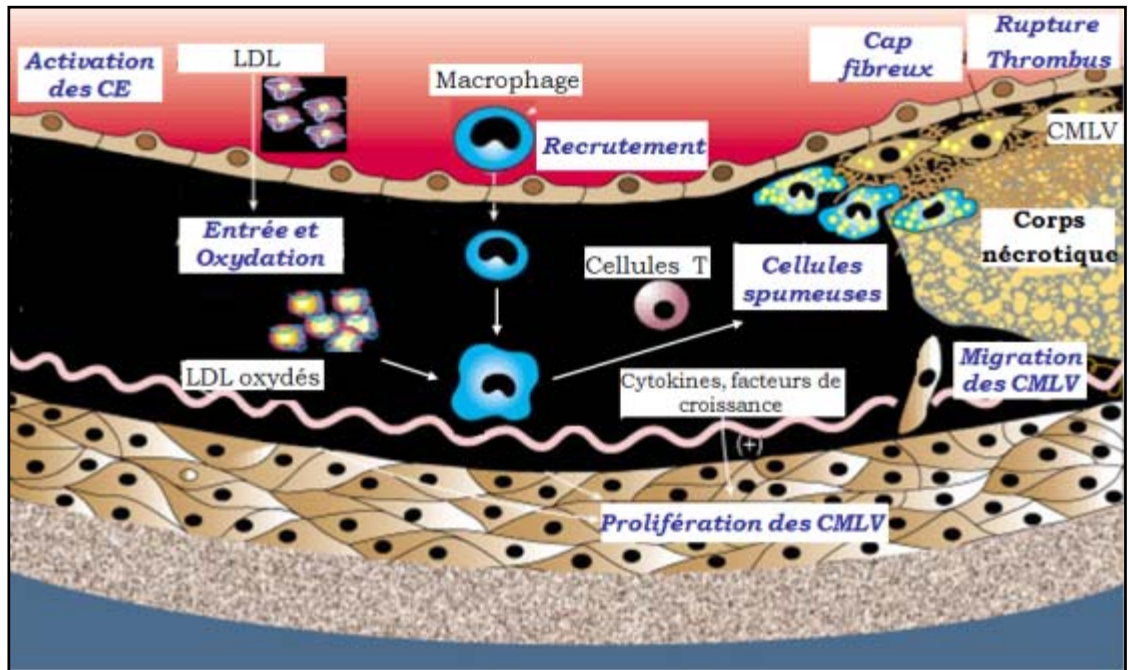 Activation
des CE
LDL
Macrophage
Recrutement
Cap
fibreux
Rupture
Thrombus
CMLV
Entrée et
Oxydation
Cellules T
Cellules
spumeuses
Corps
nécrotique
LDL oxydés
Cytokines, facteurs de
croissance
(+)
Migration
des CMLV
Prolifération des CMLV